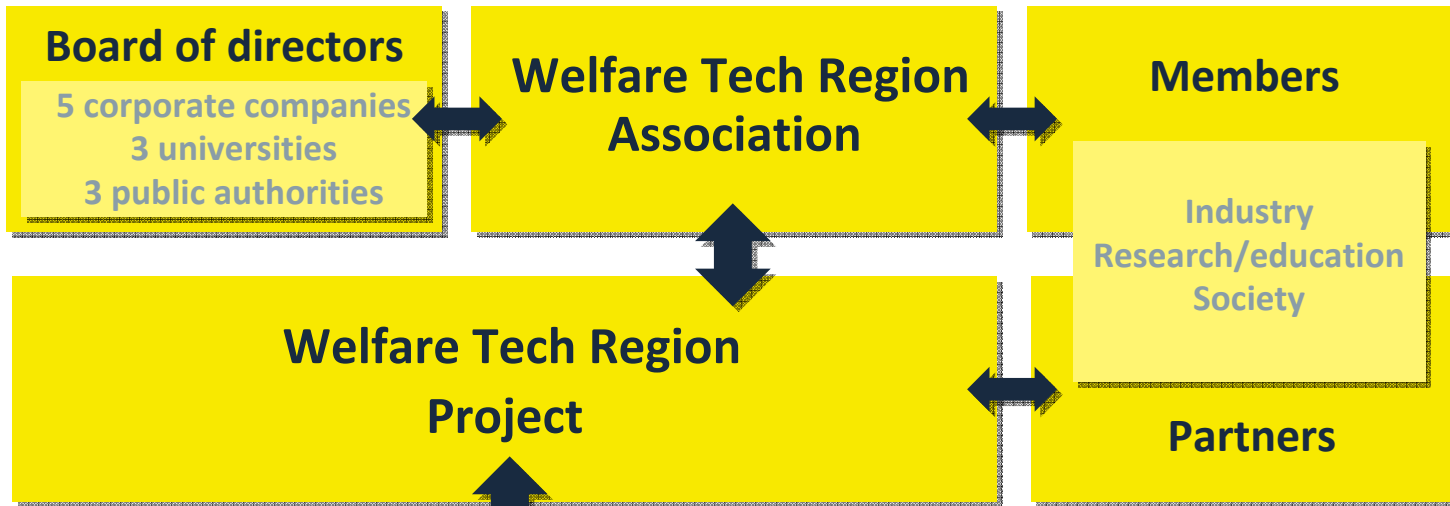 Board of directors
5 corporate companies
3 universities
3 public authorities
Welfare Tech Region
Association
Members
Industry
Research/education
Society
Welfare Tech Region
Project
Partners